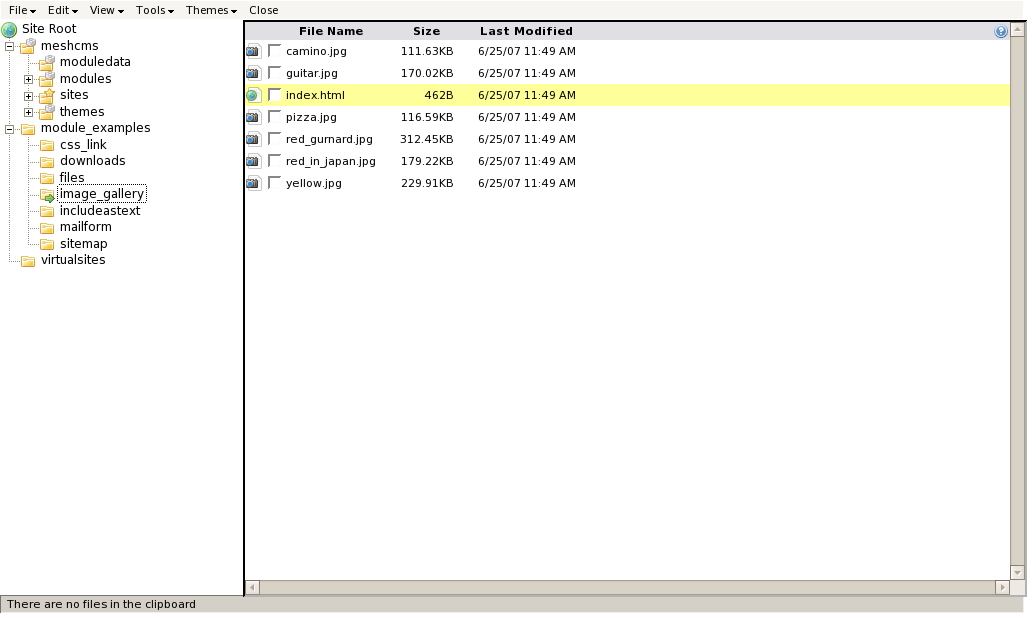 File Edit View Tools Themes Close
Site Root
meshcms
moduledata
modules
sites
themes
module_examples
css_link
downloads
files
image_gallery
includeastext
mailform
sitemap
virtualsites
File Name Size Last Modified
camino.jpg 111.63KB 6/25/07 11:49 AM
guitar.jpg 170.02KB 6/25/07 11:49 AM
index.html 462B 6/25/07 11:49 AM
pizza.jpg 116.59KB 6/25/07 11:49 AM
red_gurnard.jpg 312.45KB 6/25/07 11:49 AM
red_in_japan.jpg 179.22KB 6/25/07 11:49 AM
yellow.jpg 229.91KB 6/25/07 11:49 AM
There are no files in the clipboard